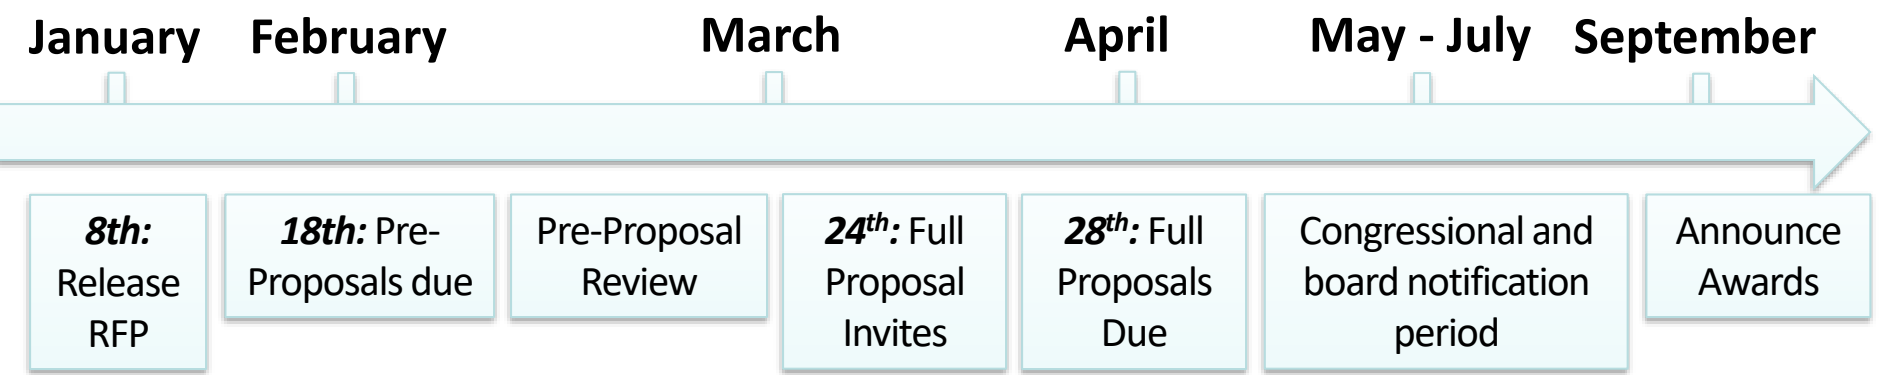 January February March April May - July September
8th:
Release
RFP
18th: Pre-
Proposals due
Pre-Proposal
Review
24th: Full
Proposal
Invites
28th: Full
Proposals
Due
Congressional and
board notification
period
Announce
Awards